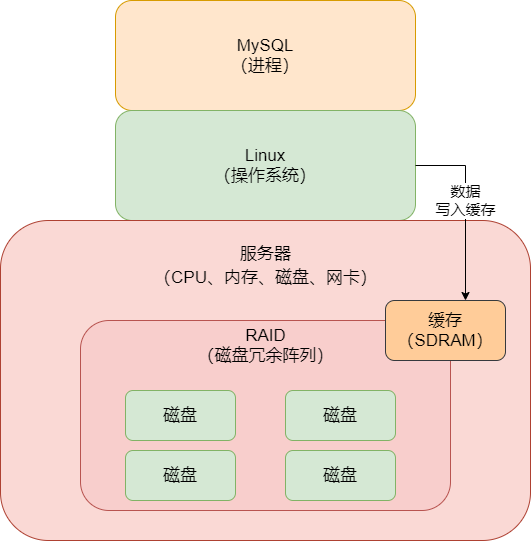 MySQL
（进程）
Linux
（操作系统）
数据
写入缓存
服务器
（CPU、内存、磁盘、网卡）
缓存
（SDRAM）
RAID
（磁盘冗余阵列）
磁盘
磁盘
磁盘
磁盘